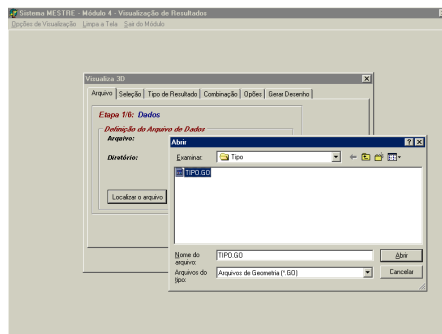 Sistema MESTRE - Módulo 4 - Visualização de Resultados
Opções de Visualização Limpa a Tela Sair do Módulo
Visualiza 3D
Arquivo Seleção Tipo de Resultado Combinação Opões Gerar Desenho
Etapa 1/6: Dados
Definição do Arquivo de Dados
Arquivo:
Diretório:
Localizar o arquivo
Abrir
Examinar: Tipo
TIPO.GO
Nome do arquivo: TIPO.GO Abrir
Arquivos do tipo: Arquivos de Geometria (*.GO) Cancelar